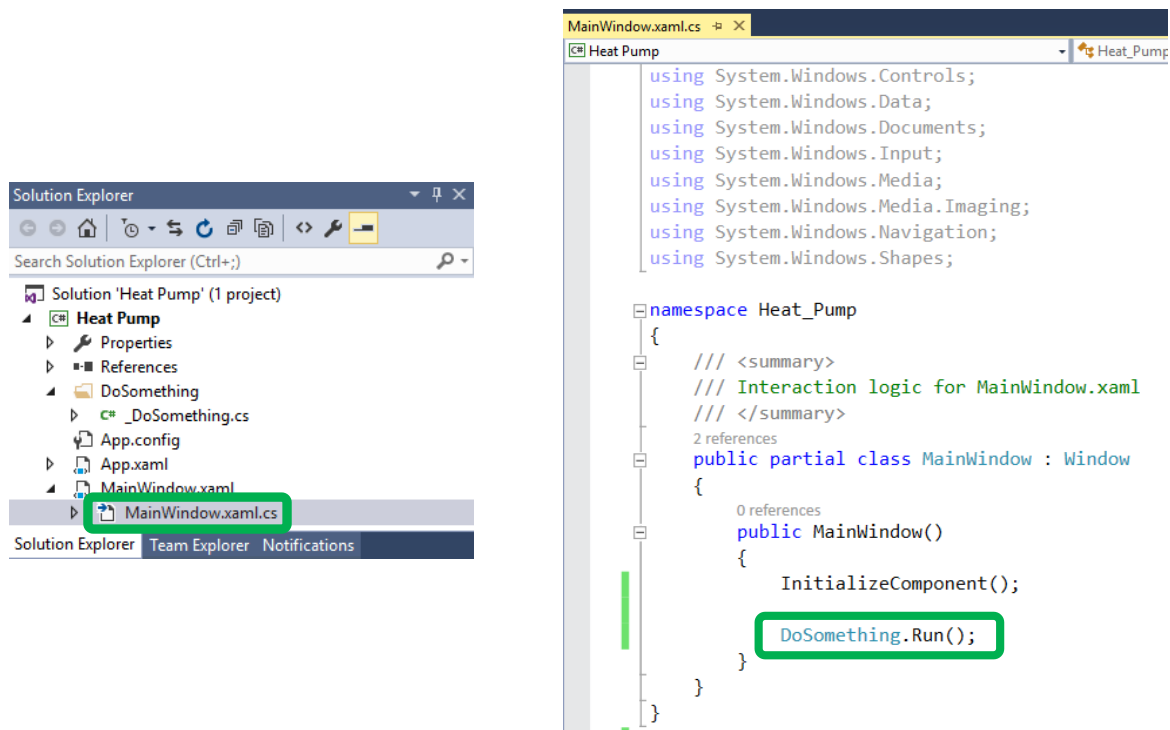 Solution Explorer
Search Solution Explorer (Ctrl+;)
Solution 'Heat Pump' (1 project)
C# Heat Pump
Properties
References
DoSomething
C# _DoSomething.cs
App.config
App.xaml
MainWindow.xaml
MainWindow.xaml.cs
Solution Explorer Team Explorer Notifications
MainWindow.xaml.cs
C# Heat Pump Heat_Pump
using System.Windows.Controls;
using System.Windows.Data;
using System.Windows.Documents;
using System.Windows.Input;
using System.Windows.Media;
using System.Windows.Media.Imaging;
using System.Windows.Navigation;
using System.Windows.Shapes;
namespace Heat_Pump
{
/// <summary>
/// Interaction logic for MainWindow.xaml
/// </summary>
2 references
public partial class MainWindow : Window
{
0 references
public MainWindow()
{
InitializeComponent();
DoSomething.Run();
}
}
}